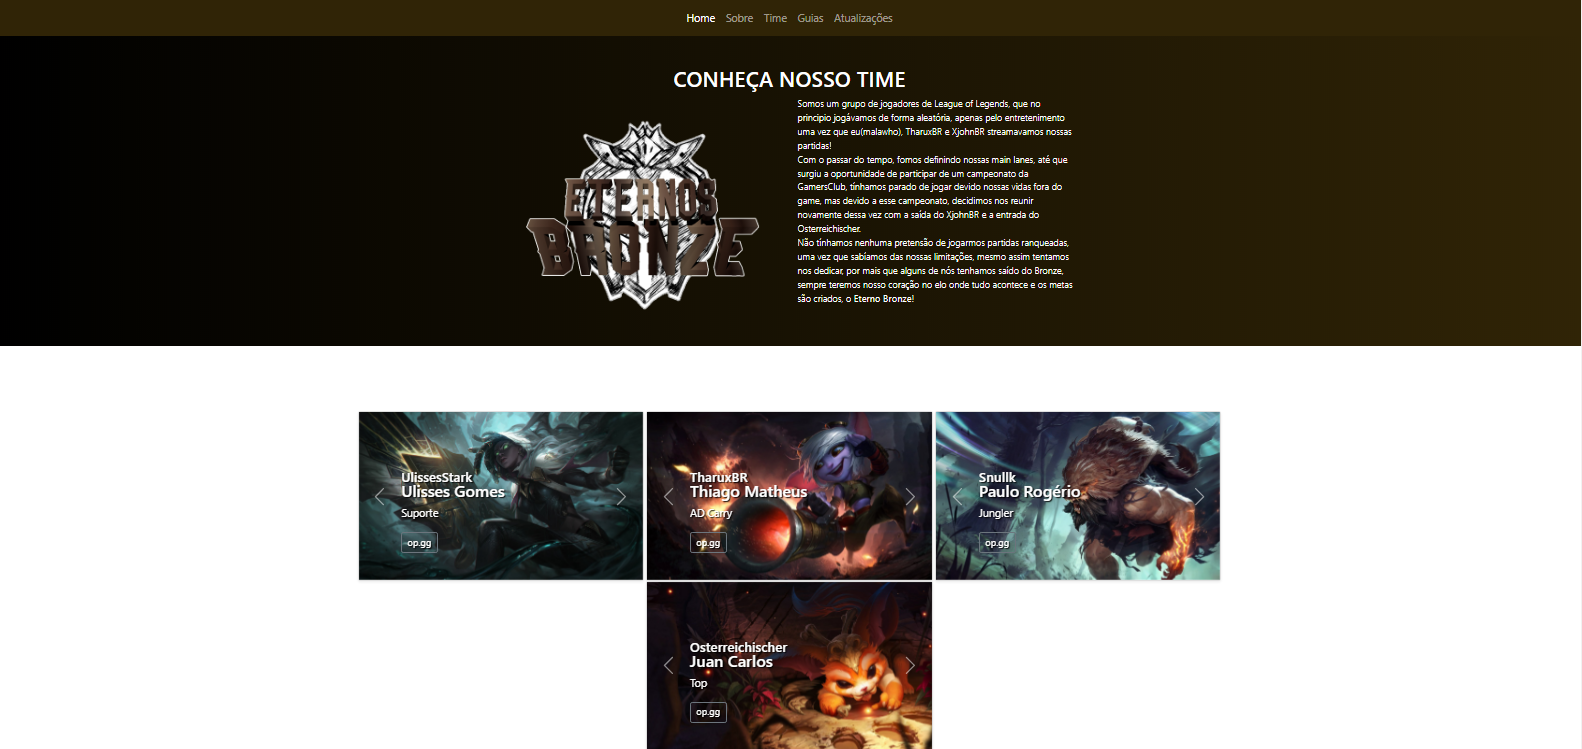 Home Sobre Time Guias Atualizações
CONHEÇA NOSSO TIME
ETERNOS
BRONZE
Somos um grupo de jogadores de League of Legends, que no
principio jogávamos de forma aleatória, apenas pelo entretenimento
uma vez que eu(malawho), TharuxBR e XjohnBR streamavamos nossas
partidas!
Com o passar do tempo, fomos definindo nossas main lanes, até que
surgiu a oportunidade de participar de um campeonato da
GamersClub, tínhamos parado de jogar devido nossas vidas fora do
game, mas devido a esse campeonato, decidimos nos reunir
novamente dessa vez com a saída do XjohnBR e a entrada do
Osterreichischer.
Não tínhamos nenhuma pretensão de jogarmos partidas ranqueadas,
uma vez que sabíamos das nossas limitações, mesmo assim tentamos
nos dedicar, por mais que alguns de nós tenhamos saído do Bronze,
sempre teremos nosso coração no elo onde tudo acontece e os metas
são criados, o Eterno Bronze!
UlissesStark
Ulisses Gomes
Suporte
op.gg
TharuxBR
Thiago Matheus
AD Carry
op.gg
Snullk
Paulo Rogério
Jungler
op.gg
Osterreichischer
Juan Carlos
Top
op.gg